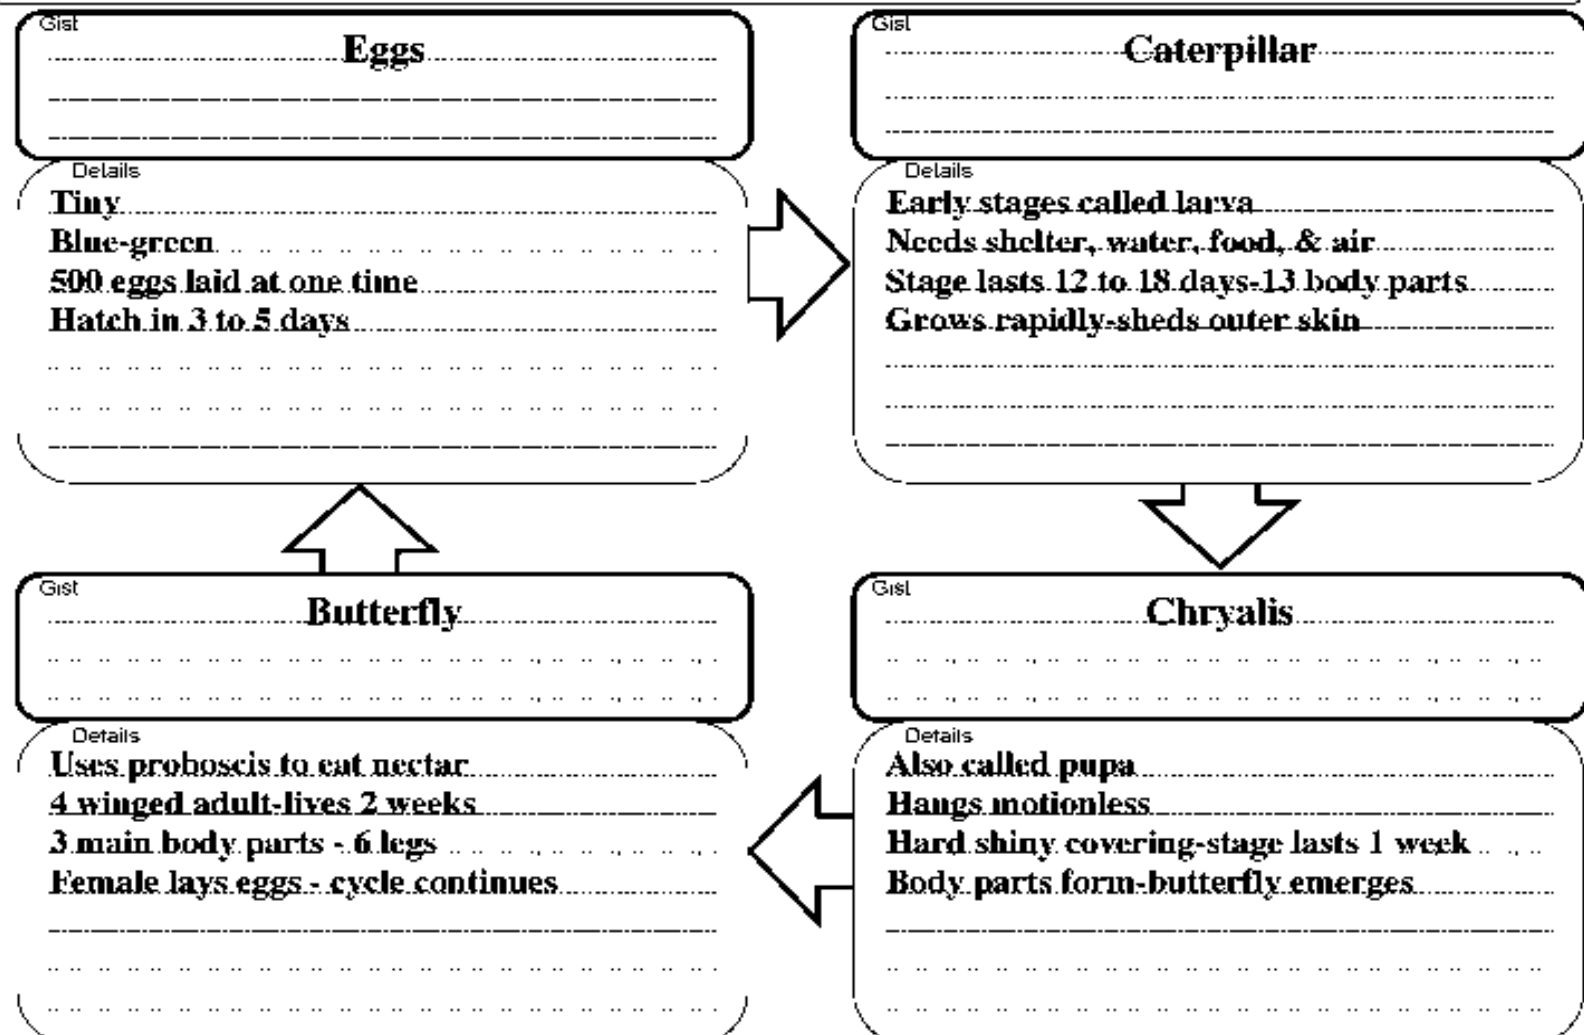 Gist
Eggs
Details
Tiny
Blue-green
500 eggs laid at one time
Hatch in 3 to 5 days
Gist
Caterpillar
Details
Early stages called larva
Needs shelter, water, food, & air
Stage lasts 12 to 18 days-13 body parts
Grows rapidly-sheds outer skin
Gist
Chryalis
Details
Also called pupa
Hangs motionless
Hard shiny covering-stage lasts 1 week
Body parts form-butterfly emerges
Gist
Butterfly
Details
Uses proboscis to eat nectar
4 winged adult-lives 2 weeks
3 main body parts - 6 legs
Female lays eggs - cycle continues